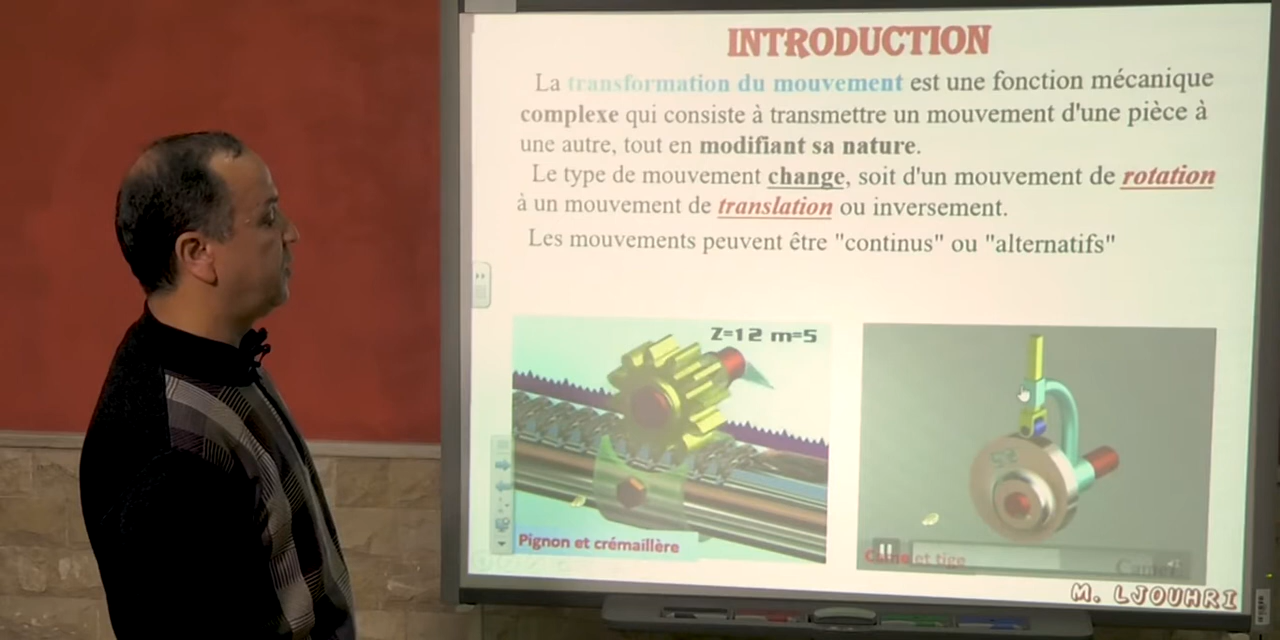 INTRODUCTION
La transformation du mouvement est une fonction mécanique
complexe qui consiste à transmettre un mouvement d'une pièce à
une autre, tout en modifiant sa nature.
Le type de mouvement change, soit d'un mouvement de rotation
à un mouvement de translation ou inversement.
Les mouvements peuvent être "continus" ou "alternatifs"
Z=12 m=5
Pignon et crémaillère
Came et tige
M. LJOUHRI